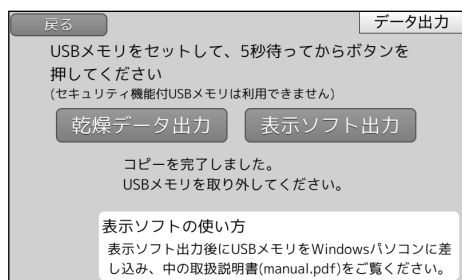 戻る
データ出力
USBメモリをセットして、5秒待ってからボタンを
押してください
(セキュリティ機能付USBメモリは利用できません)
乾燥データ出力
表示ソフト出力
コピーを完了しました。
USBメモリを取り外してください。
表示ソフトの使い方
表示ソフト出力後にUSBメモリをWindowsパソコンに差
し込み、中の取扱説明書(manual.pdf)をご覧ください。